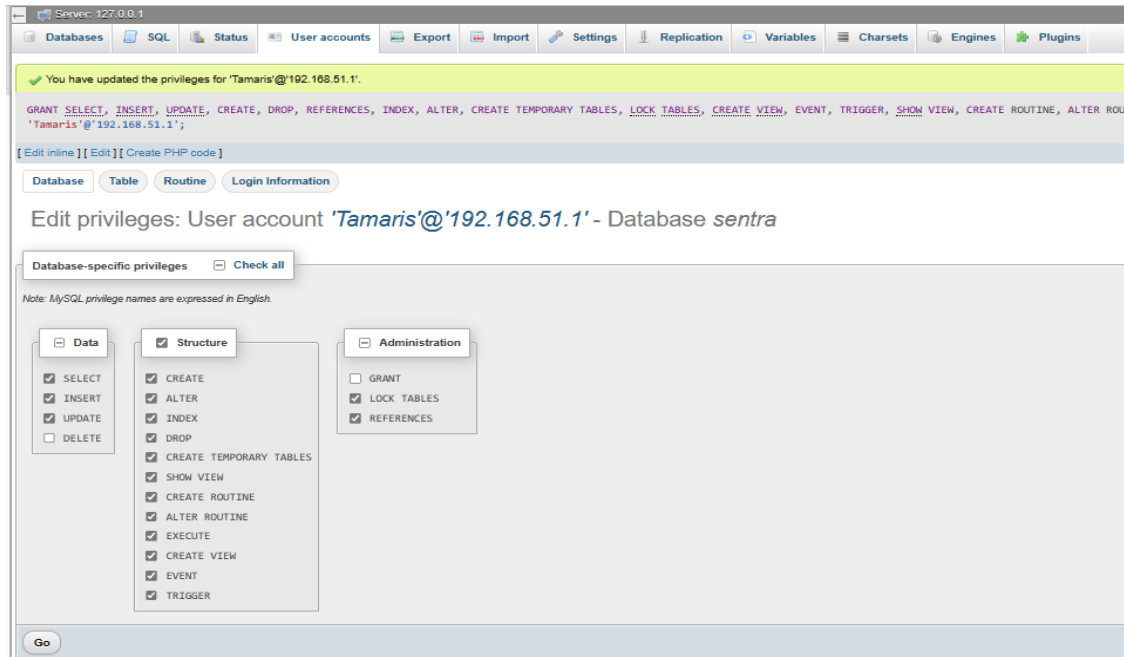 Server: 127.0.0.1
Databases SQL Status User accounts Export Import Settings Replication Variables Charsets Engines Plugins
You have updated the privileges for 'Tamaris'@'192.168.51.1'.
GRANT SELECT, INSERT, UPDATE, CREATE, DROP, REFERENCES, INDEX, ALTER, CREATE TEMPORARY TABLES, LOCK TABLES, CREATE VIEW, EVENT, TRIGGER, SHOW VIEW, CREATE ROUTINE, ALTER ROU
'Tamaris'@'192.168.51.1';
[ Edit inline ] [ Edit ] [ Create PHP code ]
Database Table Routine Login Information
Edit privileges: User account 'Tamaris'@'192.168.51.1' - Database sentra
Database-specific privileges Check all
Note: MySQL privilege names are expressed in English.
Data
SELECT
INSERT
UPDATE
DELETE
Structure
CREATE
ALTER
INDEX
DROP
CREATE TEMPORARY TABLES
SHOW VIEW
CREATE ROUTINE
ALTER ROUTINE
EXECUTE
CREATE VIEW
EVENT
TRIGGER
Administration
GRANT
LOCK TABLES
REFERENCES
Go